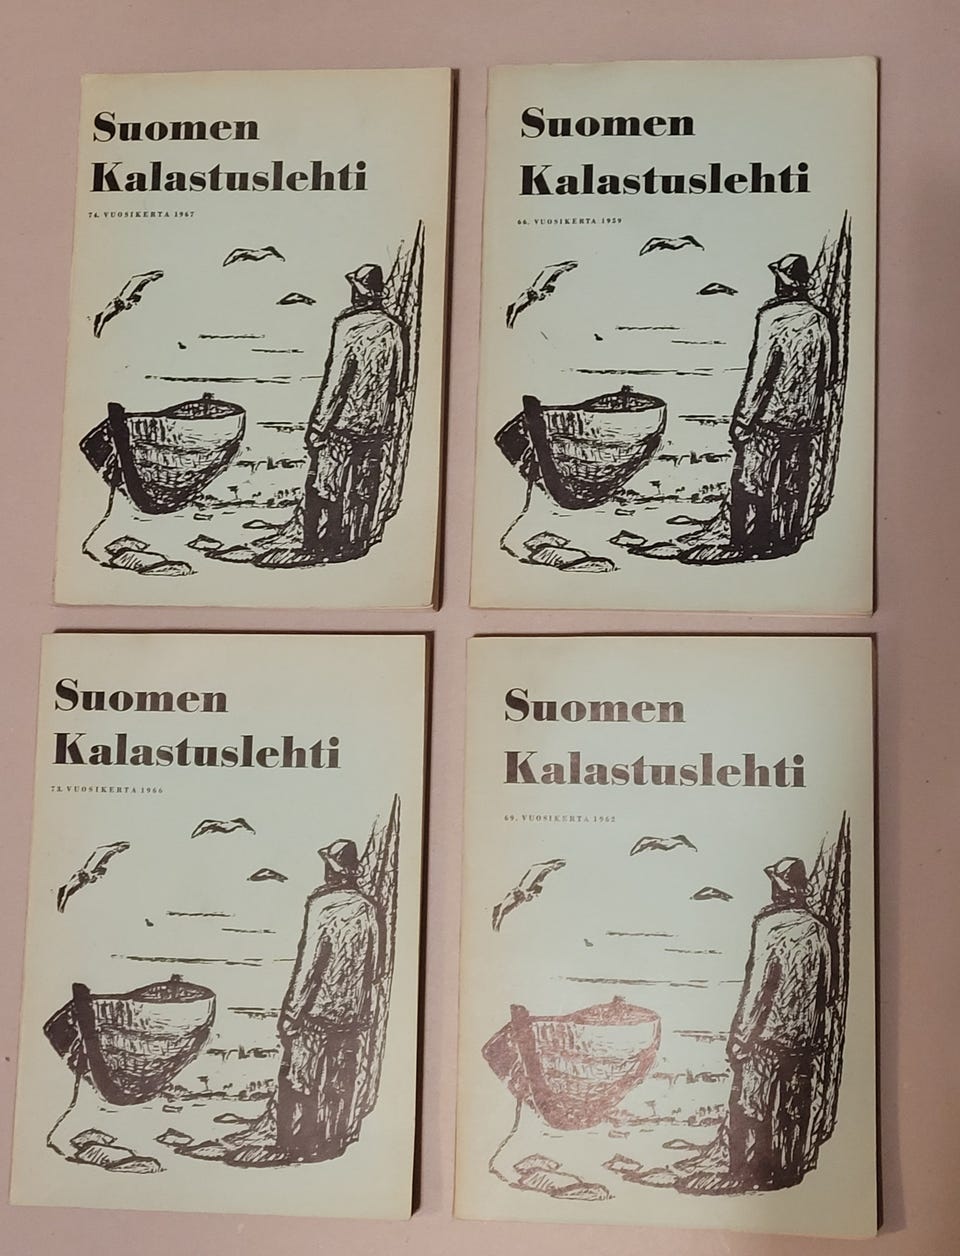 Suomen
Kalastuslehti
74. VUOSIKERTA 1967
Suomen
Kalastuslehti
66. VUOSIKERTA 1959
Suomen
Kalastuslehti
73. VUOSIKERTA 1966
Suomen
Kalastuslehti
69. VUOSIKERTA 1962